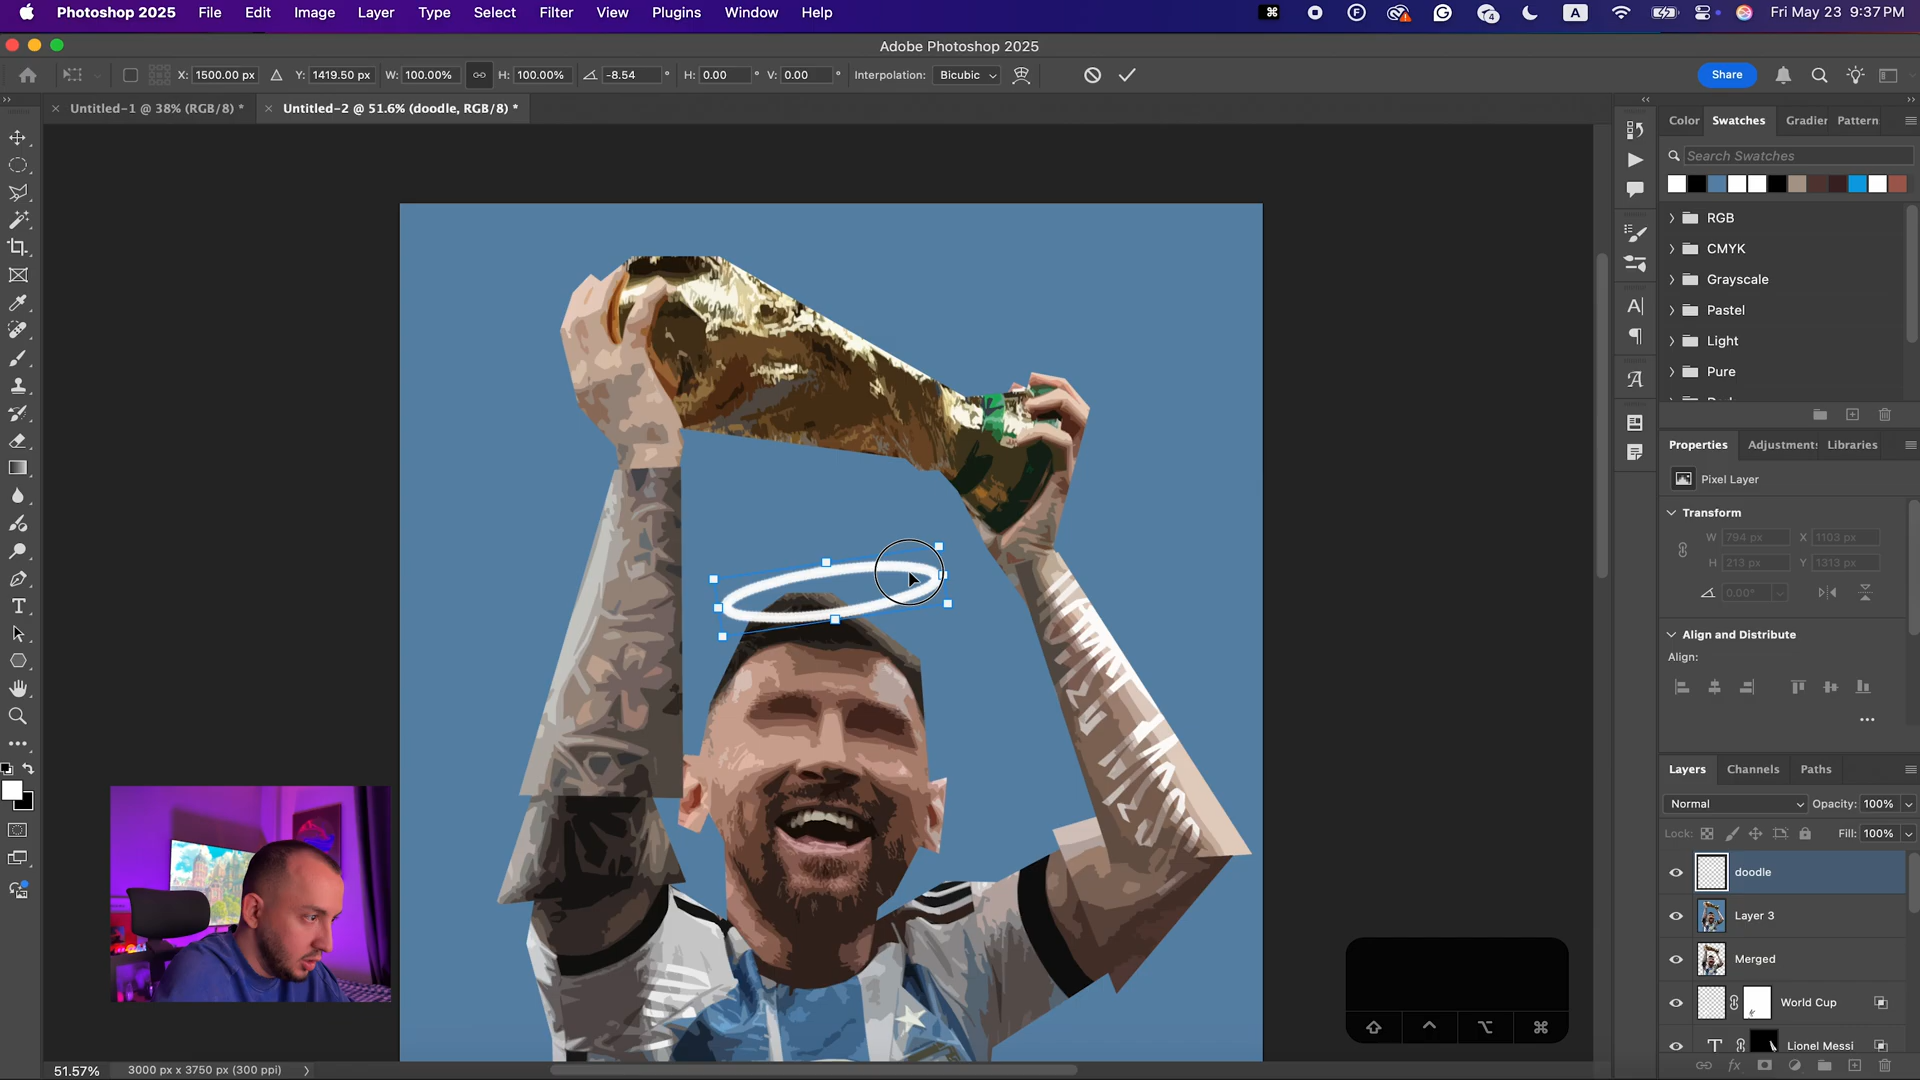 Photoshop 2025 File Edit Image Layer Type Select Filter View Plugins Window Help
4 A Fri May 23 9:37 PM
Adobe Photoshop 2025
X: 1500.00 px Y: 1419.50 px W: 100.00% H: 100.00% -8.54 ° H: 0.00 ° V: 0.00 ° Interpolation: Bicubic
Share
Untitled-1 @ 38% (RGB/8) *
Untitled-2 @ 51.6% (doodle, RGB/8) *
Color Swatches Gradier Pattern
Search Swatches
RGB
CMYK
Grayscale
Pastel
Light
Pure
Properties Adjustment: Libraries
Pixel Layer
Transform
W 794 px X 1103 px
H 213 px Y 1313 px
0.00°
Align and Distribute
Align:
Layers Channels Paths
Normal Opacity: 100%
Lock: Fill: 100%
doodle
Layer 3
Merged
World Cup
T Lionel Messi
fx
51.57% 3000 px x 3750 px (300 ppi)